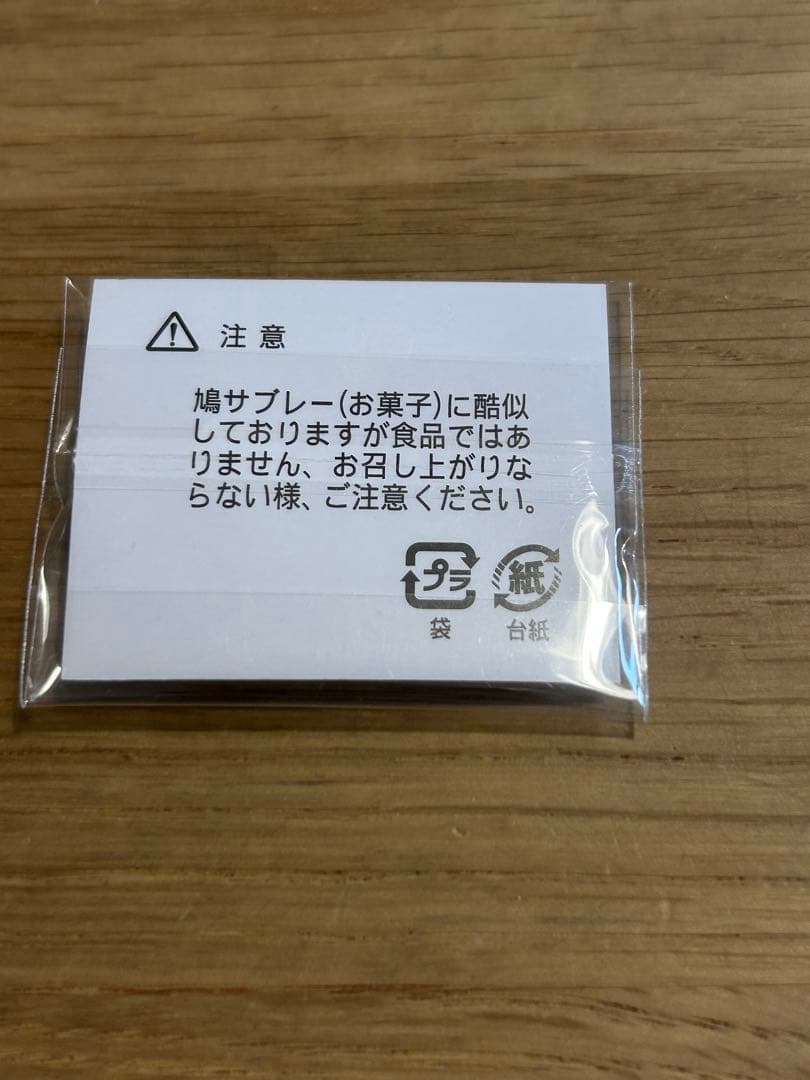 注意
鳩サブレー(お菓子)に酷似
しておりますが食品ではあ
りません、お召し上がりな
らない様、ご注意ください。
プラ 紙
袋 台紙